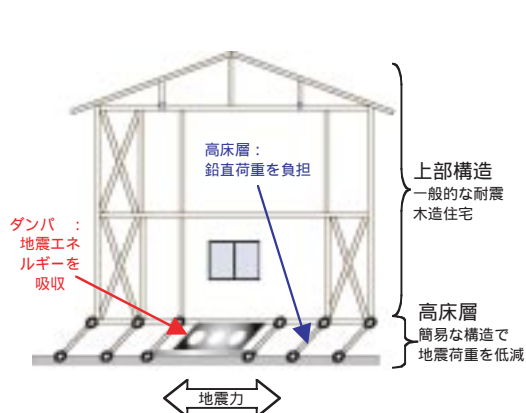 高床層：
鉛直荷重を負担
上部構造
一般的な耐震
木造住宅
ダンパ　：
地震エネ
ルギーを
吸収
高床層
簡易な構造で
地震荷重を低減
地震力